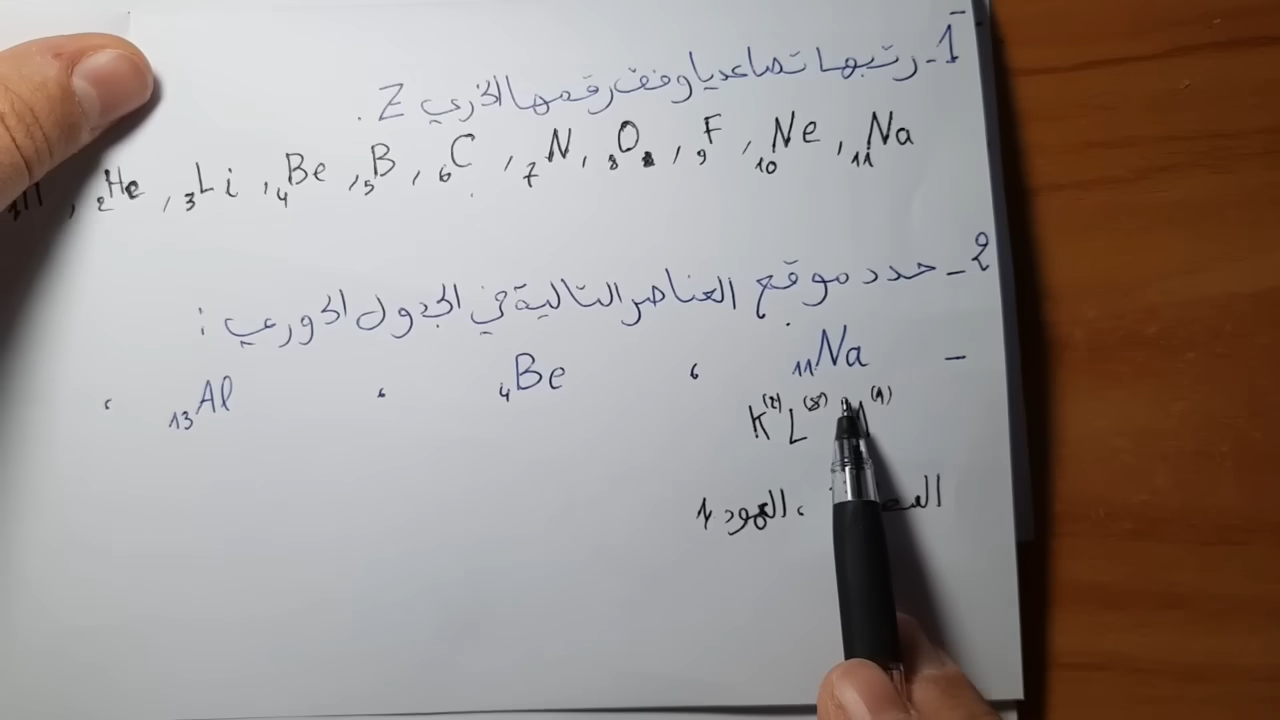 1- رتبها تصاعديا وفق رقمها الذري Z.
₂He , ₃Li , ₄Be , ₅B , ₆C , ₇N , ₈O , ₉F , ₁₀Ne , ₁₁Na
2- حدد موقع العناصر التالية في الجدول الدوري :
- ₁₁Na ، ₄Be ، ₁₃Al ،
K⁽²⁾ L⁽⁸⁾ M⁽¹⁾
، العمود 1